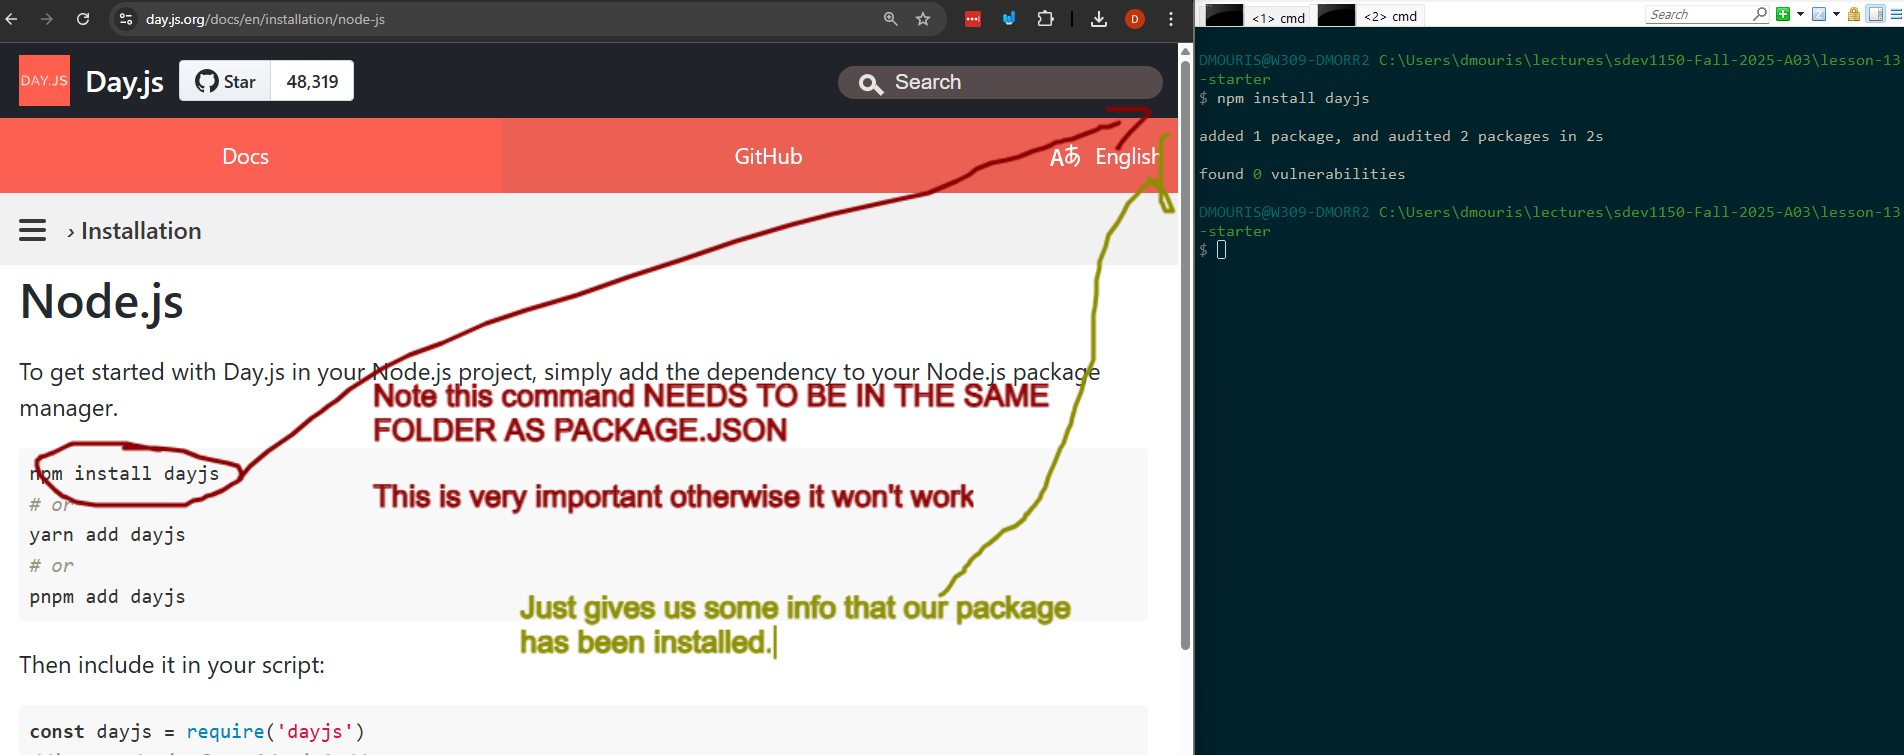 day.js.org/docs/en/installation/node-js
D
DAY.JS
Day.js
Star
48,319
Search
Docs
GitHub
Aあ English
› Installation
Node.js
To get started with Day.js in your Node.js project, simply add the dependency to your Node.js package
manager.
Note this command NEEDS TO BE IN THE SAME
FOLDER AS PACKAGE.JSON
This is very important otherwise it won't work
npm install dayjs
# or
yarn add dayjs
# or
pnpm add dayjs
Just gives us some info that our package
has been installed.
Then include it in your script:
const dayjs = require('dayjs')
<1> cmd
<2> cmd
Search
DMOURIS@W309-DMORR2 C:\Users\dmouris\lectures\sdev1150-Fall-2025-A03\lesson-13
-starter
$ npm install dayjs
added 1 package, and audited 2 packages in 2s
found 0 vulnerabilities
DMOURIS@W309-DMORR2 C:\Users\dmouris\lectures\sdev1150-Fall-2025-A03\lesson-13
-starter
$